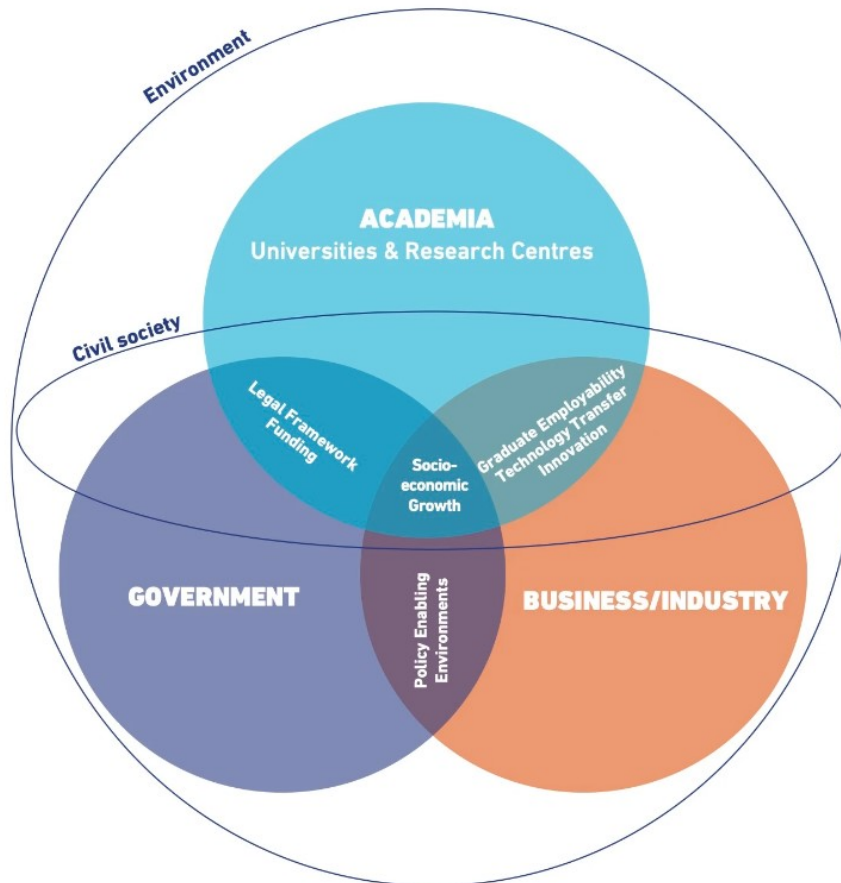 Environment
ACADEMIA
Universities & Research Centres
Civil society
Legal Framework
Funding
Graduate Employability
Technology Transfer
Innovation
Socio-
economic
Growth
GOVERNMENT
BUSINESS/INDUSTRY
Policy Enabling
Environments